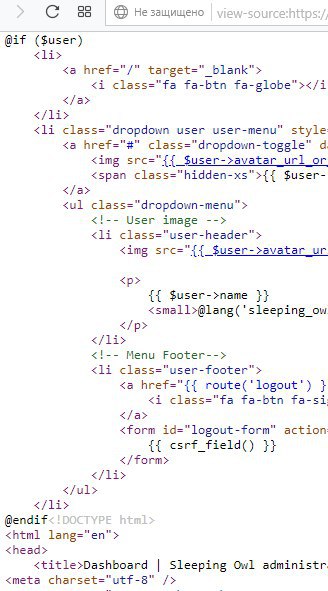 Не защищено view-source:https:/
@if ($user)
<li>
<a href="/" target="_blank">
<i class="fa fa-btn fa-globe"></i
</a>
</li>
<li class="dropdown user user-menu" style=
<a href="#" class="dropdown-toggle" da
<img src="{{ $user->avatar_url_or
<span class="hidden-xs">{{ $user-
</a>
<ul class="dropdown-menu">
<!-- User image -->
<li class="user-header">
<img src="{{ $user->avatar_ur
<p>
{{ $user->name }}
<small>@lang('sleeping_ow
</p>
</li>
<!-- Menu Footer-->
<li class="user-footer">
<a href="{{ route('logout') }
<i class="fa fa-btn fa-si
</a>
<form id="logout-form" action=
{{ csrf_field() }}
</form>
</li>
</ul>
</li>
@endif<!DOCTYPE html>
<html lang="en">
<head>
<title>Dashboard | Sleeping Owl administra
<meta charset="utf-8" />